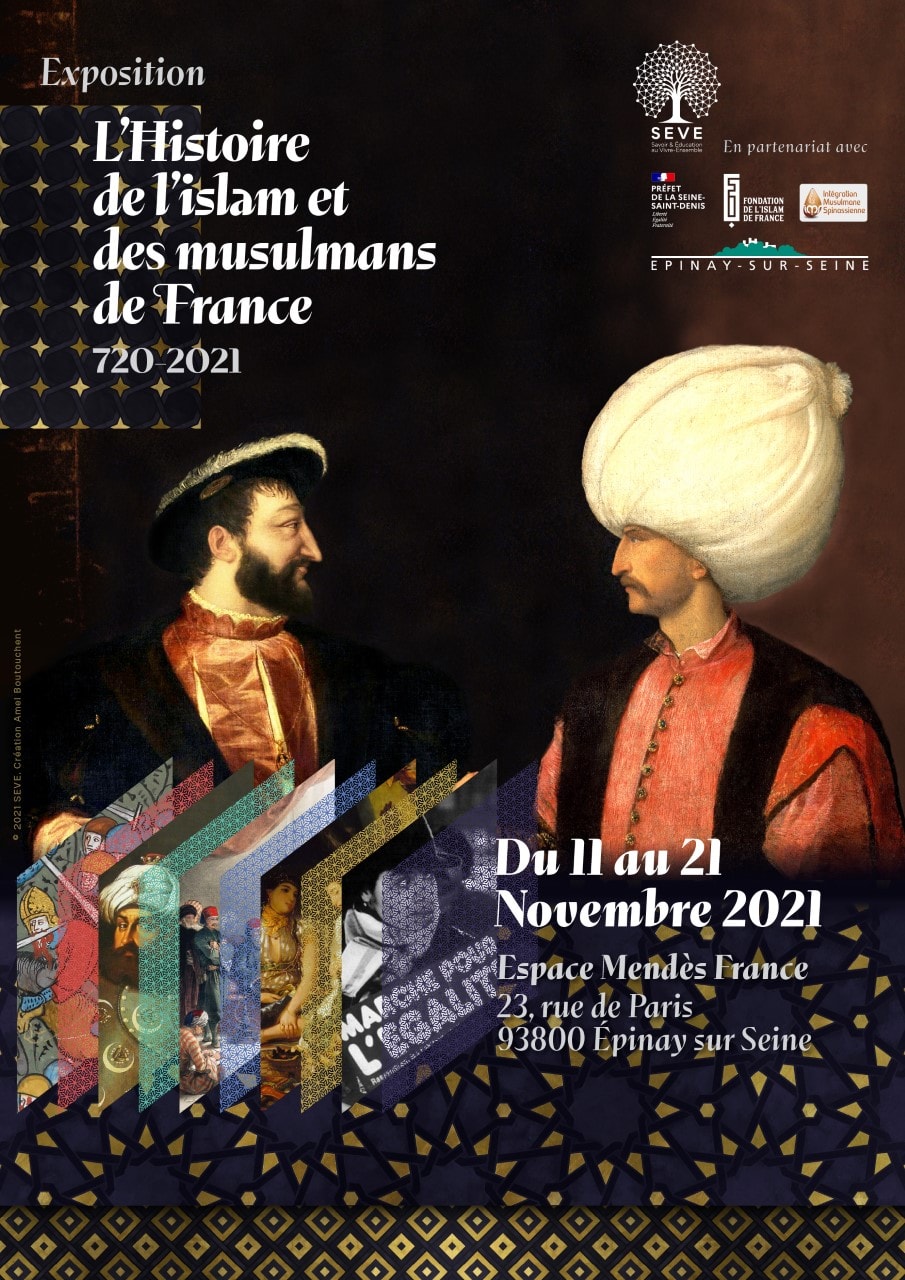 Exposition
L'Histoire
de l'islam et
des musulmans
de France
720-2021
SEVE
Savoir & Éducation
au Vivre-Ensemble
En partenariat avec
PRÉFET
DE LA SEINE-
SAINT-DENIS
Liberté
Égalité
Fraternité
FONDATION
DE L'ISLAM
DE FRANCE
Intégration
Musulmane
Spinassienne
EPINAY-SUR-SEINE
© 2021 SEVE. Création Amel Boutouchent
MARCHE POUR
L'EGALITE
Du 11 au 21
Novembre 2021
Espace Mendès France
23, rue de Paris
93800 Épinay sur Seine